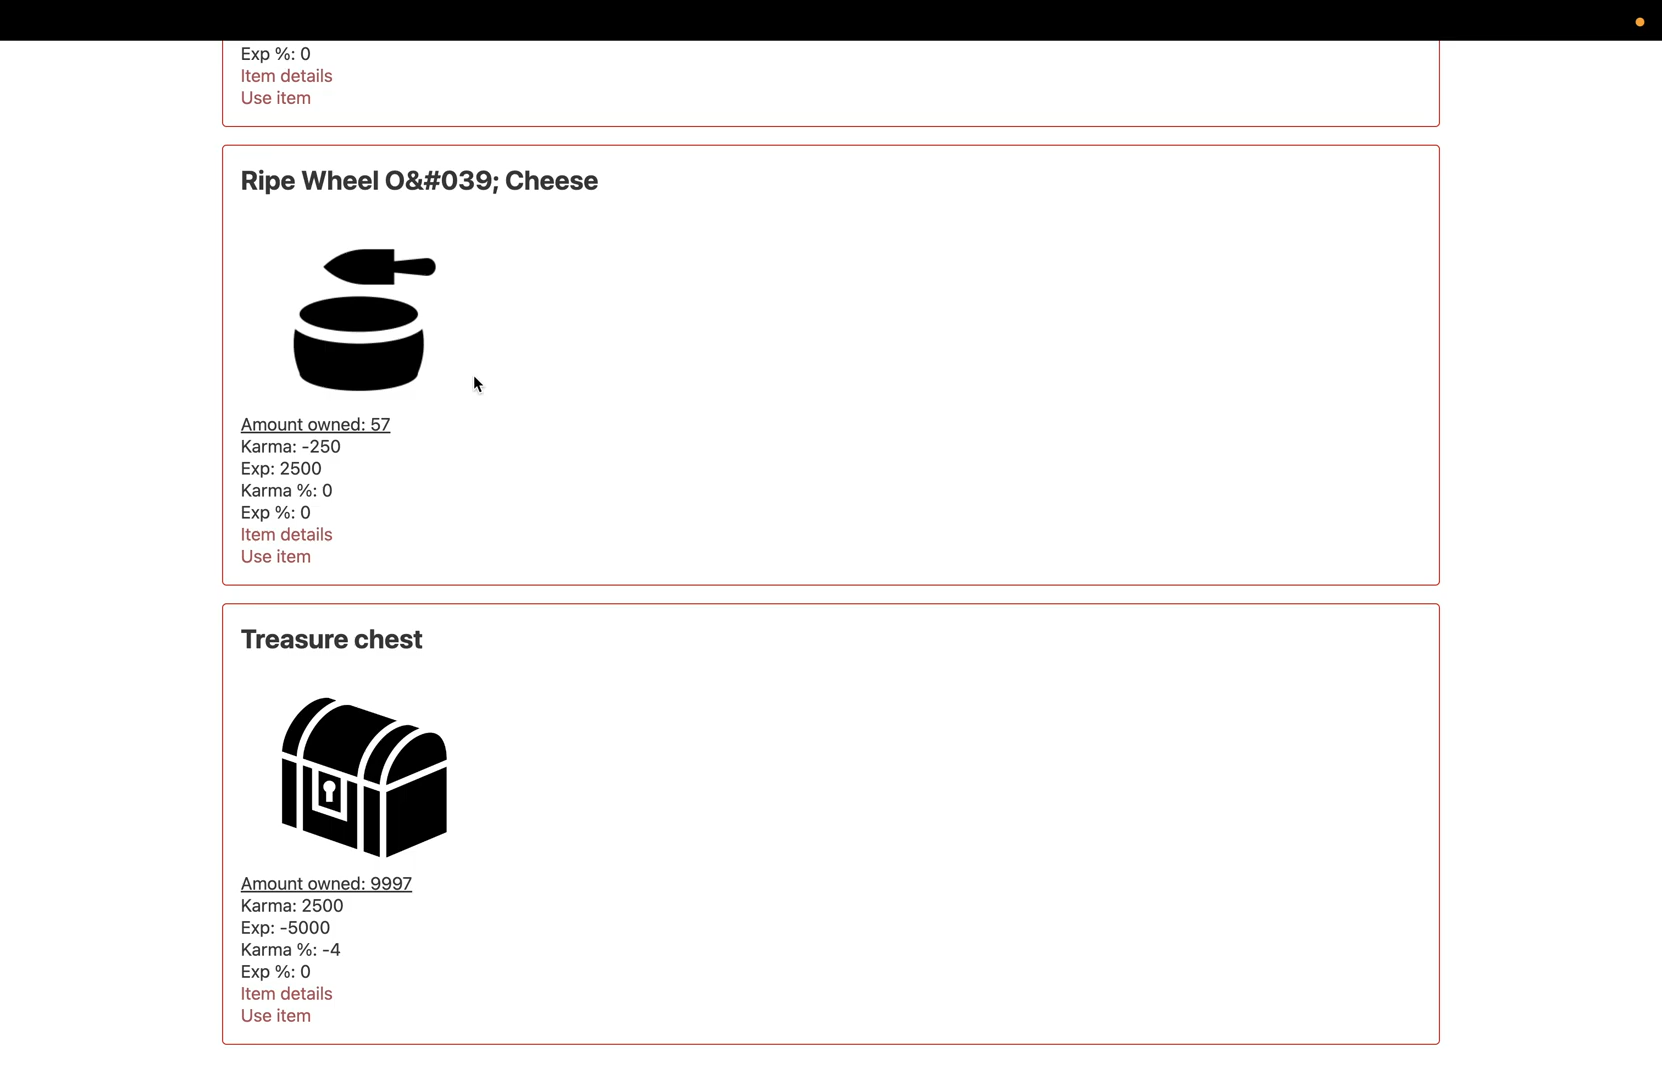 Exp %: 0
Item details
Use item
Ripe Wheel O&#039; Cheese
Amount owned: 57
Karma: -250
Exp: 2500
Karma %: 0
Exp %: 0
Item details
Use item
Treasure chest
Amount owned: 9997
Karma: 2500
Exp: -5000
Karma %: -4
Exp %: 0
Item details
Use item